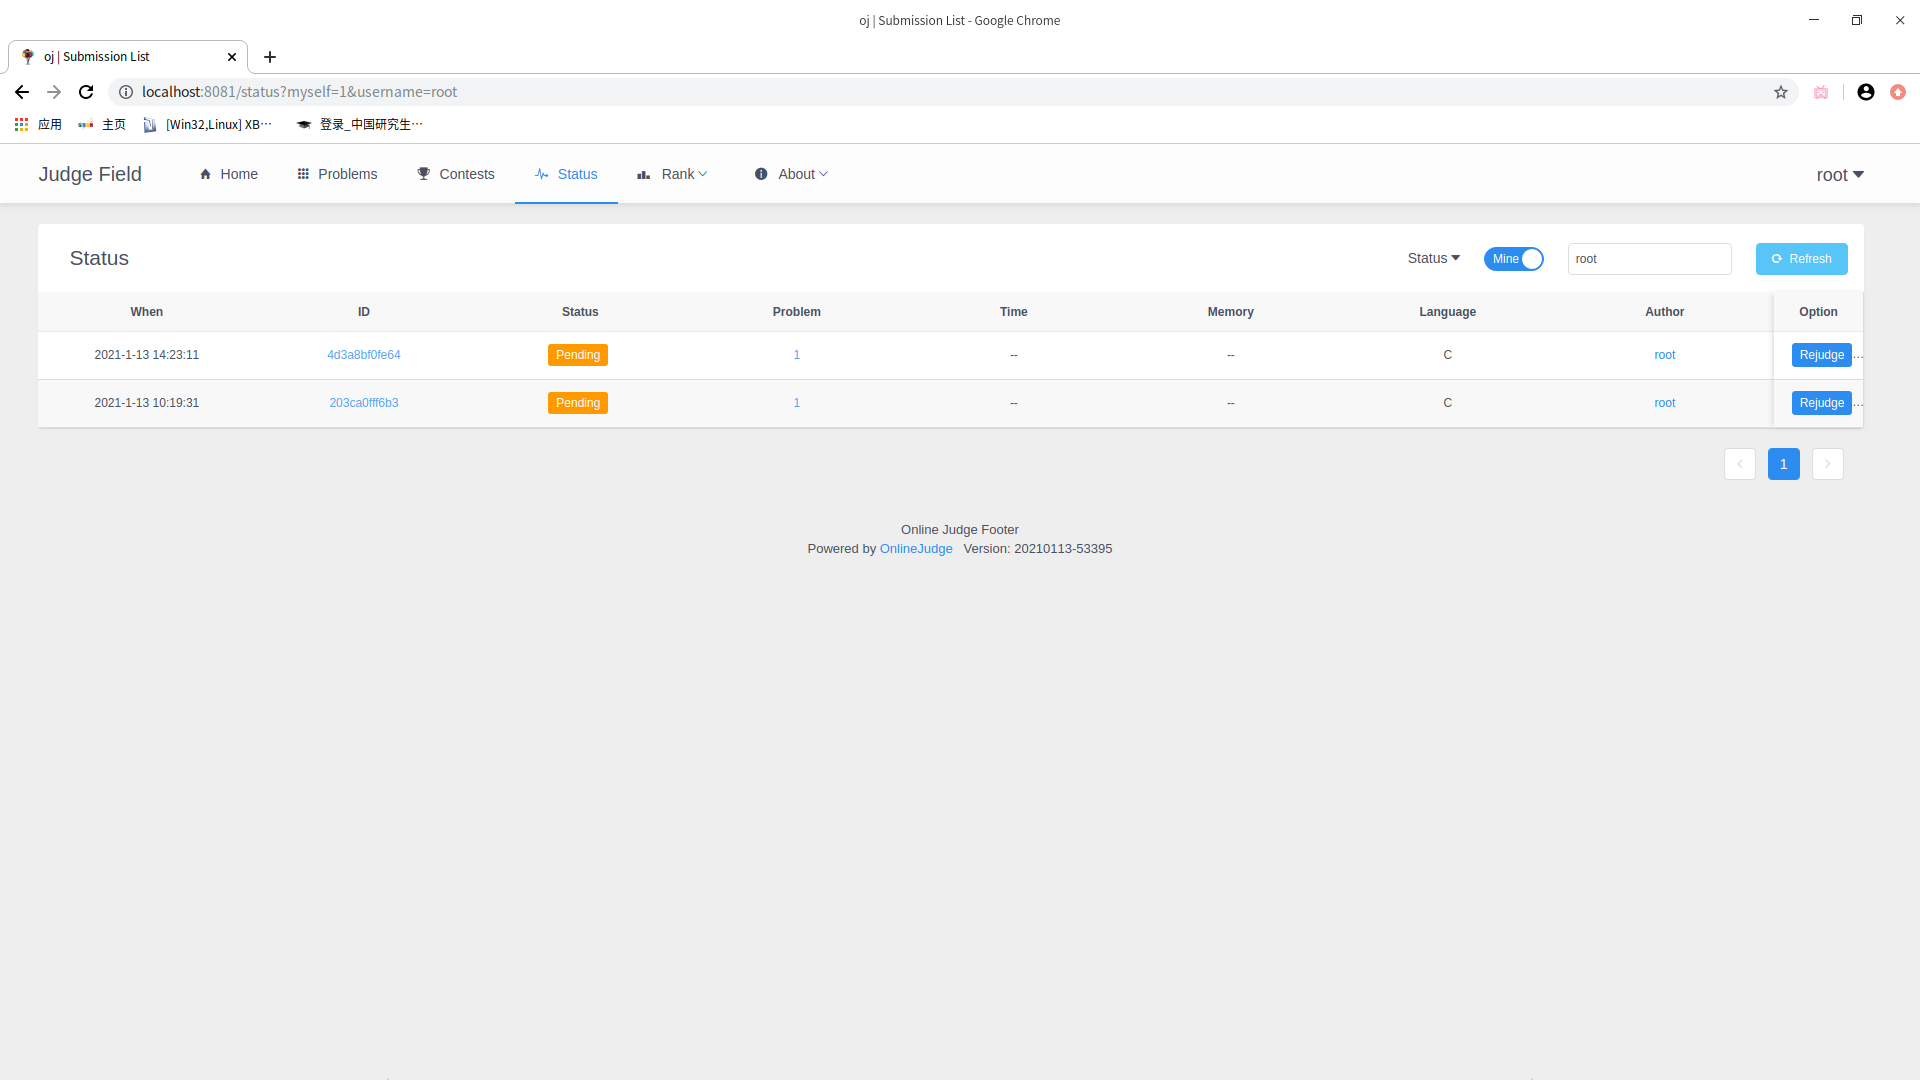 oj | Submission List - Google Chrome
oj | Submission List
localhost:8081/status?myself=1&username=root
应用 主页 [Win32,Linux] XB… 登录_中国研究生…
Judge Field Home Problems Contests Status Rank About root
Status Status Mine root Refresh
When ID Status Problem Time Memory Language Author Option
2021-1-13 14:23:11 4d3a8bf0fe64 Pending 1 -- -- C root Rejudge ...
2021-1-13 10:19:31 203ca0fff6b3 Pending 1 -- -- C root Rejudge ...
1
Online Judge Footer
Powered by OnlineJudge Version: 20210113-53395